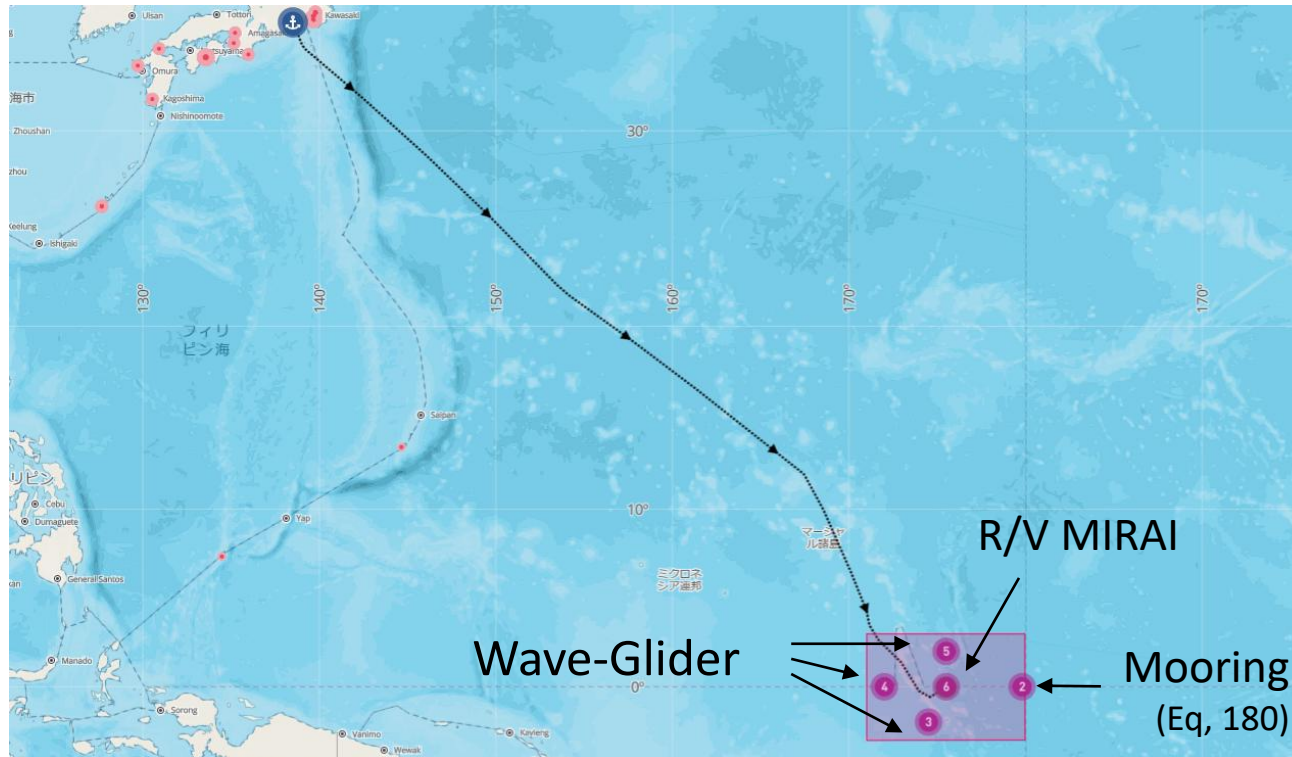 Ulsan
Tottori
Kawasaki
Amagas
tsuyama
Omura
海市
Kagoshima
Nishinoomote
Zhoushan
30°
zhou
Keelung
Ishigaki
130°
140°
150°
160°
170°
170°
フィリ
ピン海
Saipan
リピン
Cebu
Dumaguete
10°
Yap
マーシャ
ル諸島
R/V MIRAI
ミクロネ
シア連邦
General Santos
kan
Wave-Glider
5
Manado
0°
4
6
2
Mooring
(Eq, 180)
3
Sorong
Vanimo
Kavieng
Wewak